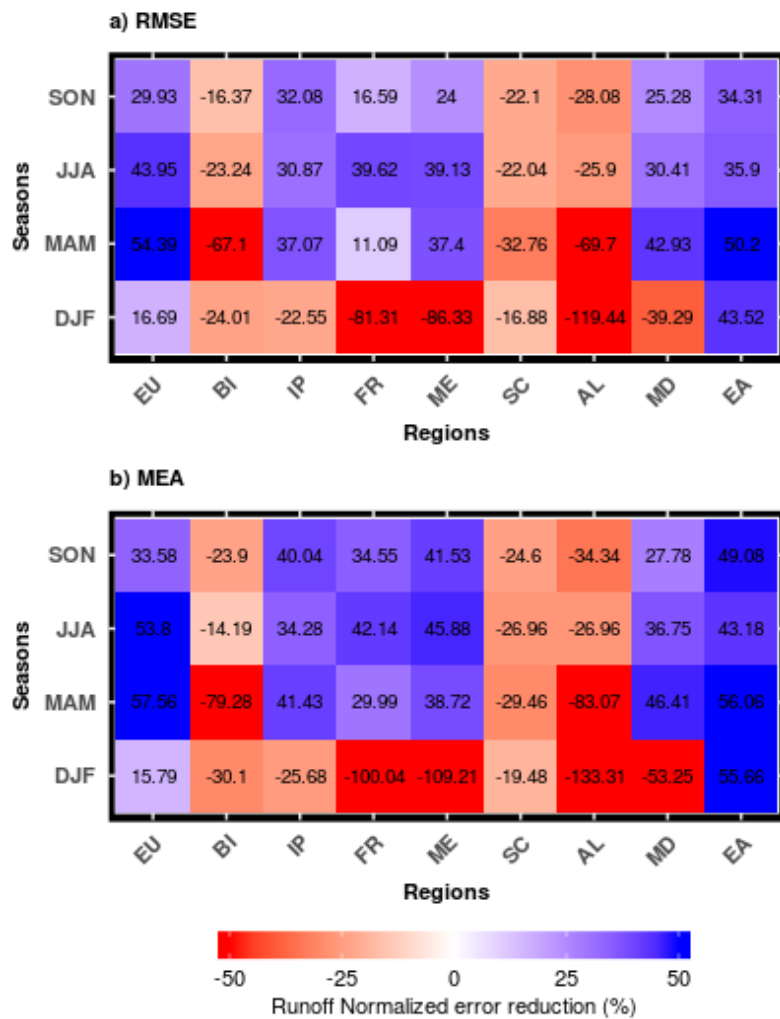 a) RMSE
SON 29.93 -16.37 32.08 16.59 24 -22.1 -28.08 25.28 34.31
JJA 43.95 -23.24 30.87 39.62 39.13 -22.04 -25.9 30.41 35.9
MAM 54.39 -67.1 37.07 11.09 37.4 -32.76 -69.7 42.93 50.2
DJF 16.69 -24.01 -22.55 -81.31 -86.33 -16.88 -119.44 -39.29 43.52
Seasons
EU BI IP FR ME SC AL MD EA
Regions
b) MEA
SON 33.58 -23.9 40.04 34.55 41.53 -24.6 -34.34 27.78 49.08
JJA 53.8 -14.19 34.28 42.14 45.88 -26.96 -26.96 36.75 43.18
MAM 57.56 -79.28 41.43 29.99 38.72 -29.46 -83.07 46.41 56.06
DJF 15.79 -30.1 -25.68 -100.04 -109.21 -19.48 -133.31 -53.25 55.66
Seasons
EU BI IP FR ME SC AL MD EA
Regions
-50 -25 0 25 50
Runoff Normalized error reduction (%)